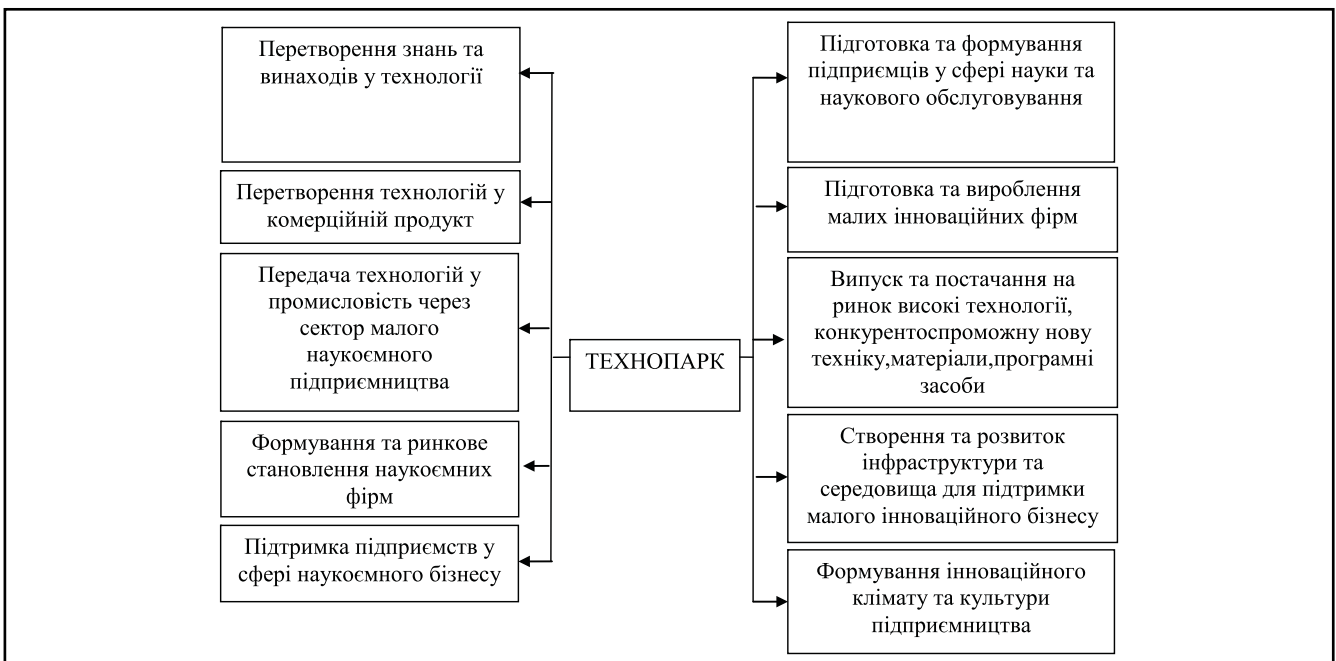 Перетворення знань та
винаходів у технології
Перетворення технологій у
комерційній продукт
Передача технологій у
промисловість через
сектор малого
наукоємного
підприємництва
Формування та ринкове
становлення наукоємних
фірм
Підтримка підприємств у
сфері наукоємного бізнесу
ТЕХНОПАРК
Підготовка та формування
підприємців у сфері науки та
наукового обслуговування
Підготовка та вироблення
малих інноваційних фірм
Випуск та постачання на
ринок високі технології,
конкурентоспроможну нову
техніку,матеріали,програмні
засоби
Створення та розвиток
інфраструктури та
середовища для підтримки
малого інноваційного бізнесу
Формування інноваційного
клімату та культури
підприємництва